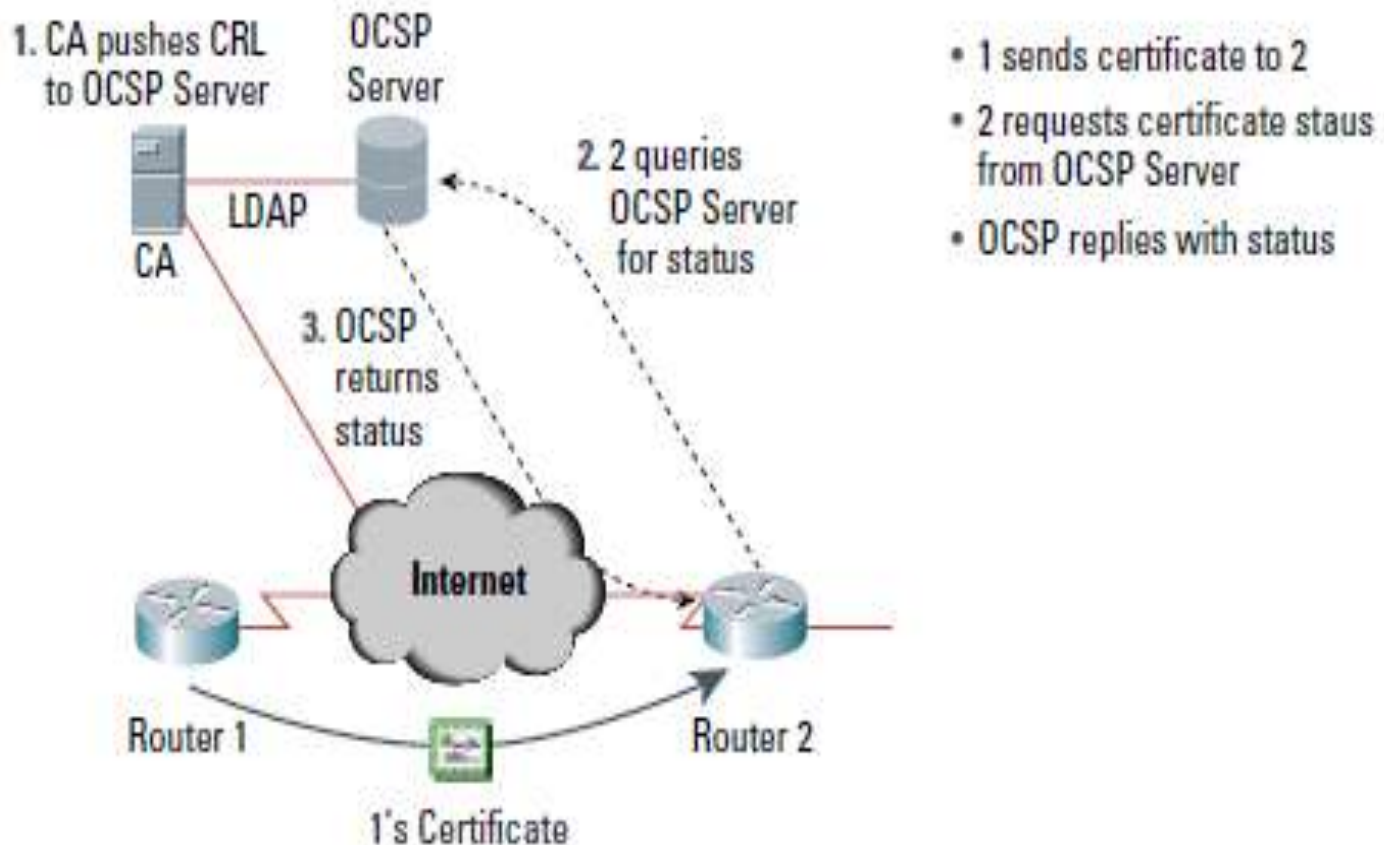 1. CA pushes CRL
to OCSP Server
OCSP
Server
LDAP
CA
2. 2 queries
OCSP Server
for status
3. OCSP
returns
status
Internet
Router 1
Router 2
1's Certificate
• 1 sends certificate to 2
• 2 requests certificate staus
from OCSP Server
• OCSP replies with status